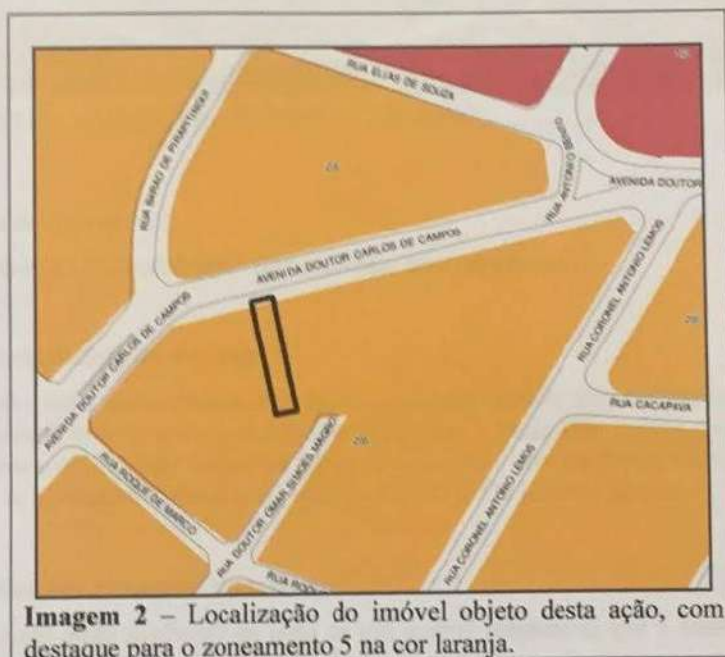 RUA ELIAS DE SOUZA
RUA BARÃO DE PIRAPITINGUI
RUA ANTONIO BENTO
AVENIDA DOUTOR
AVENIDA DOUTOR CARLOS DE CAMPOS
RUA CORONEL ANTONIO LEMOS
AVENIDA DOUTOR CARLOS DE CAMPOS
RUA CACAPAVA
RUA DOUTOR OMAR SIMOES MAGRO
RUA ROQUE DE MARCO
RUA CORONEL ANTONIO LEMOS
Imagem 2 – Localização do imóvel objeto desta ação, com
destaque para o zoneamento 5 na cor laranja.